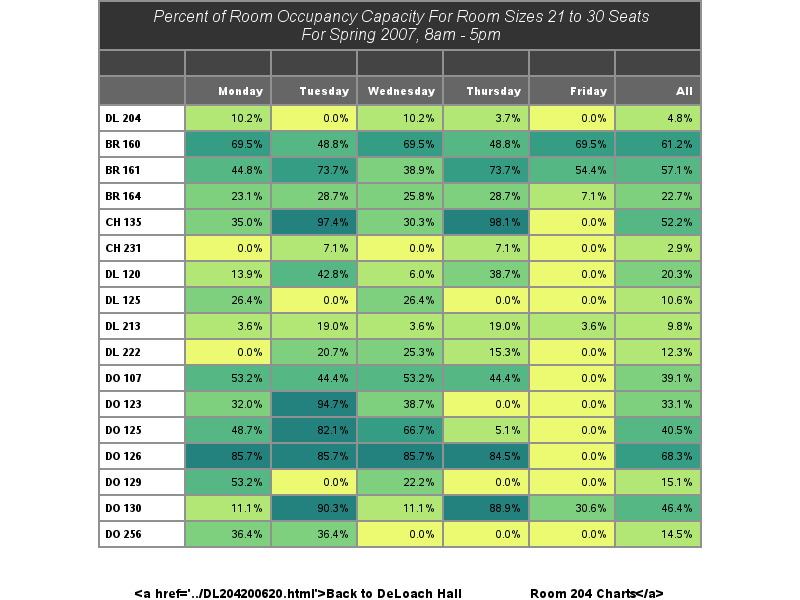 Percent of Room Occupancy Capacity For Room Sizes 21 to 30 Seats
For Spring 2007, 8am - 5pm
Monday Tuesday Wednesday Thursday Friday All
DL 204 10.2% 0.0% 10.2% 3.7% 0.0% 4.8%
BR 160 69.5% 48.8% 69.5% 48.8% 69.5% 61.2%
BR 161 44.8% 73.7% 38.9% 73.7% 54.4% 57.1%
BR 164 23.1% 28.7% 25.8% 28.7% 7.1% 22.7%
CH 135 35.0% 97.4% 30.3% 98.1% 0.0% 52.2%
CH 231 0.0% 7.1% 0.0% 7.1% 0.0% 2.9%
DL 120 13.9% 42.8% 6.0% 38.7% 0.0% 20.3%
DL 125 26.4% 0.0% 26.4% 0.0% 0.0% 10.6%
DL 213 3.6% 19.0% 3.6% 19.0% 3.6% 9.8%
DL 222 0.0% 20.7% 25.3% 15.3% 0.0% 12.3%
DO 107 53.2% 44.4% 53.2% 44.4% 0.0% 39.1%
DO 123 32.0% 94.7% 38.7% 0.0% 0.0% 33.1%
DO 125 48.7% 82.1% 66.7% 5.1% 0.0% 40.5%
DO 126 85.7% 85.7% 85.7% 84.5% 0.0% 68.3%
DO 129 53.2% 0.0% 22.2% 0.0% 0.0% 15.1%
DO 130 11.1% 90.3% 11.1% 88.9% 30.6% 46.4%
DO 256 36.4% 36.4% 0.0% 0.0% 0.0% 14.5%
<a href='../DL204200620.html'>Back to DeLoach Hall Room 204 Charts</a>